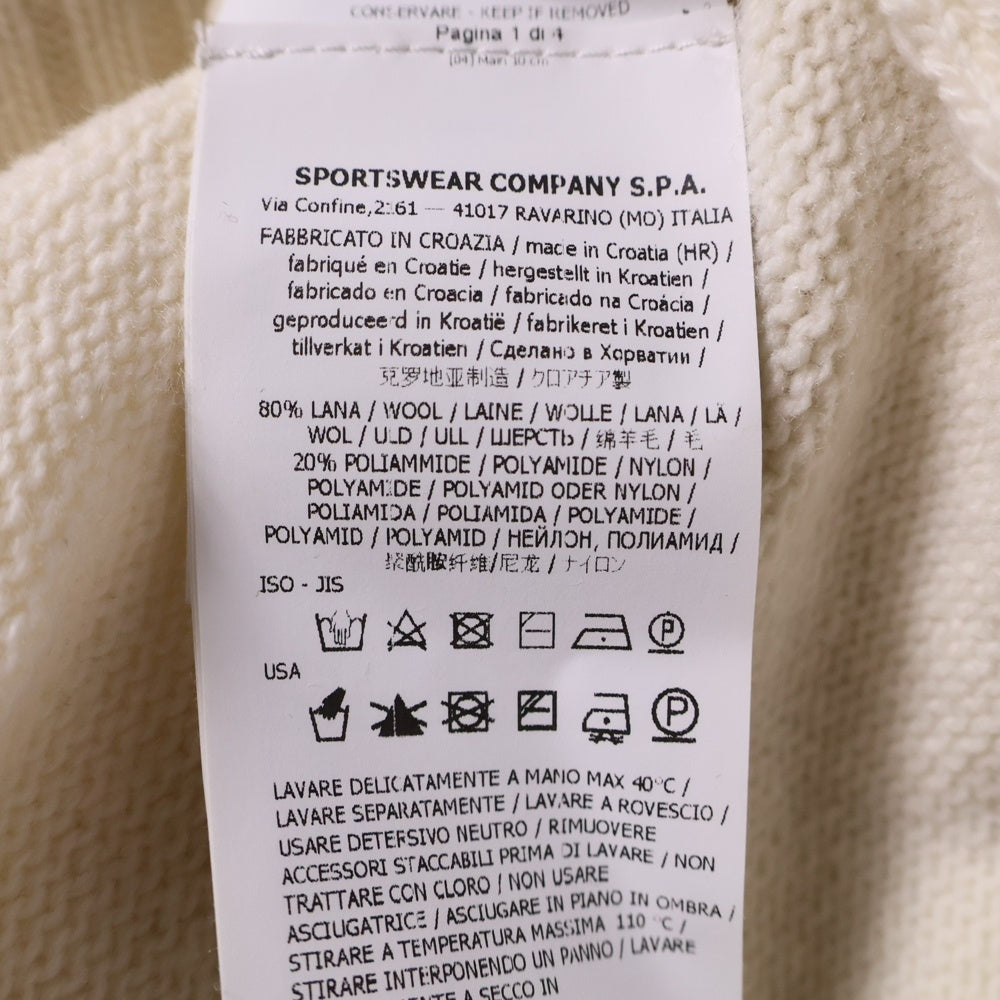 CONSERVARE - KEEP IF REMOVED
Pagina 1 di 4
SPORTSWEAR COMPANY S.P.A.
Via Confine,2161 — 41017 RAVARINO (MO) ITALIA
FABBRICATO IN CROAZIA / made in Croatia (HR) /
fabriqué en Croatie / hergestellt in Kroatien /
fabricado en Croacia / fabricado na Croácia /
geproduceerd in Kroatië / fabrikeret i Kroatien /
tillverkat i Kroatien / Сделано в Хорватии /
克罗地亚制造 / クロアチア製
80% LANA / WOOL / LAINE / WOLLE / LANA / LÃ /
WOL / ULD / ULL / ШЕРСТЬ / 绵羊毛 / 毛
20% POLIAMMIDE / POLYAMIDE / NYLON /
POLYAMIDE / POLYAMID ODER NYLON /
POLIAMIDA / POLIAMIDA / POLYAMIDE /
POLYAMID / POLYAMID / НЕЙЛОН, ПОЛИАМИД /
聚酰胺纤维/尼龙 / ナイロン
ISO - JIS
P
USA
P
LAVARE DELICATAMENTE A MANO MAX 40°C /
LAVARE SEPARATAMENTE / LAVARE A ROVESCIO /
USARE DETERSIVO NEUTRO / RIMUOVERE
ACCESSORI STACCABILI PRIMA DI LAVARE / NON
TRATTARE CON CLORO / NON USARE
ASCIUGATRICE / ASCIUGARE IN PIANO IN OMBRA /
STIRARE A TEMPERATURA MASSIMA 110 °C /
STIRARE INTERPONENDO UN PANNO / LAVARE
A SECCO IN